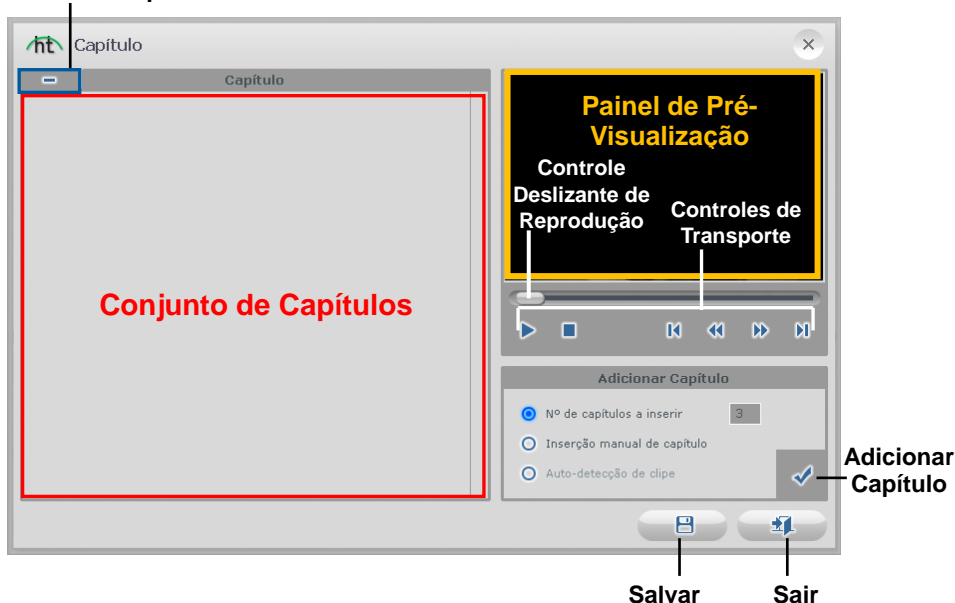 ht Capítulo
Capítulo
Painel de Pré-
Visualização
Controle
Deslizante de
Reprodução
Controles de
Transporte
Conjunto de Capítulos
Adicionar Capítulo
Nº de capítulos a inserir 3
Inserção manual de capítulo
Auto-detecção de clipe
Adicionar
Capítulo
Salvar
Sair